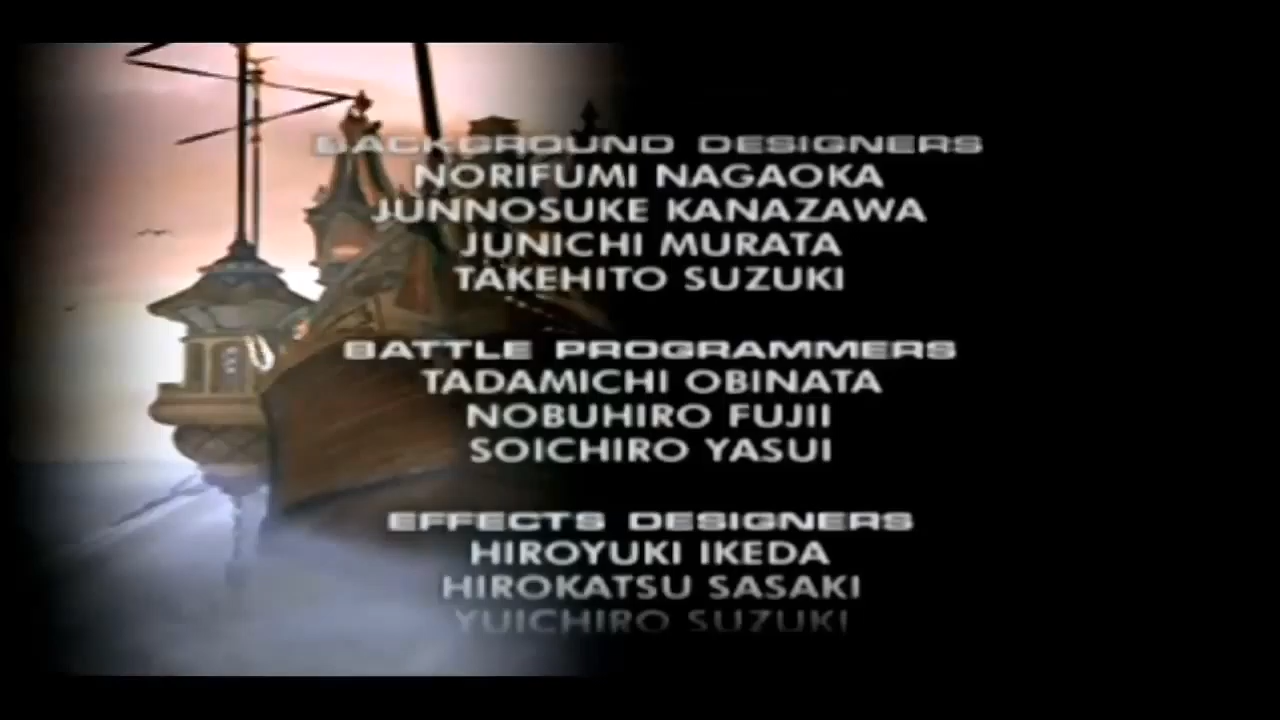 BACKGROUND DESIGNERS
NORIFUMI NAGAOKA
JUNNOSUKE KANAZAWA
JUNICHI MURATA
TAKEHITO SUZUKI
BATTLE PROGRAMMERS
TADAMICHI OBINATA
NOBUHIRO FUJII
SOICHIRO YASUI
EFFECTS DESIGNERS
HIROYUKI IKEDA
HIROKATSU SASAKI
YUICHIRO SUZUKI